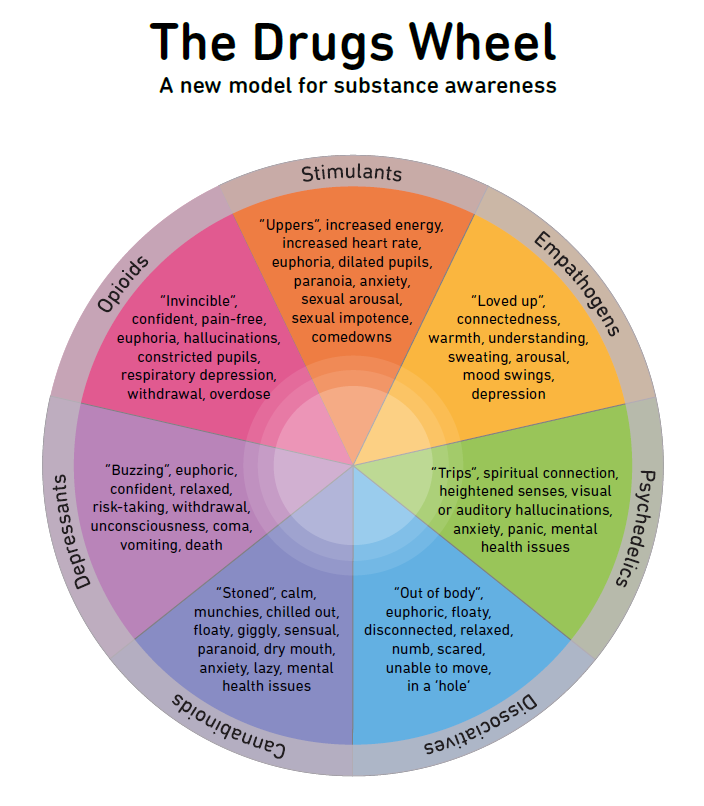 The Drugs Wheel
A new model for substance awareness
Stimulants
“Uppers”, increased energy,
increased heart rate,
euphoria, dilated pupils,
paranoia, anxiety,
sexual arousal,
sexual impotence,
comedowns
Empathogens
“Loved up”,
connectedness,
warmth, understanding,
sweating, arousal,
mood swings,
depression
Psychedelics
“Trips”, spiritual connection,
heightened senses, visual
or auditory hallucinations,
anxiety, panic, mental
health issues
Dissociatives
“Out of body”,
euphoric, floaty,
disconnected, relaxed,
numb, scared,
unable to move,
in a ‘hole’
Cannabinoids
“Stoned”, calm,
munchies, chilled out,
floaty, giggly, sensual,
paranoid, dry mouth,
anxiety, lazy, mental
health issues
Depressants
“Buzzing”, euphoric,
confident, relaxed,
risk-taking, withdrawal,
unconsciousness, coma,
vomiting, death
Opioids
“Invincible”,
confident, pain-free,
euphoria, hallucinations,
constricted pupils,
respiratory depression,
withdrawal, overdose